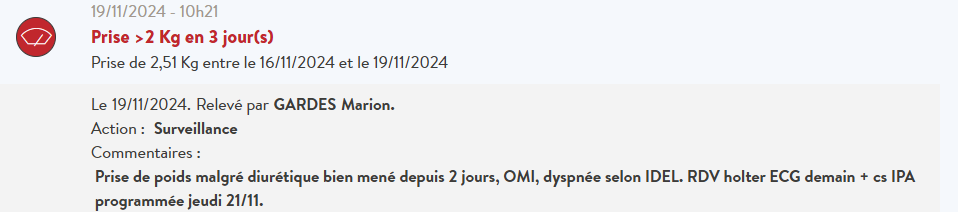 19/11/2024 - 10h21
Prise >2 Kg en 3 jour(s)
Prise de 2,51 Kg entre le 16/11/2024 et le 19/11/2024
Le 19/11/2024. Relevé par GARDES Marion.
Action : Surveillance
Commentaires :
Prise de poids malgré diurétique bien mené depuis 2 jours, OMI, dyspnée selon IDEL. RDV holter ECG demain + cs IPA
programmée jeudi 21/11.